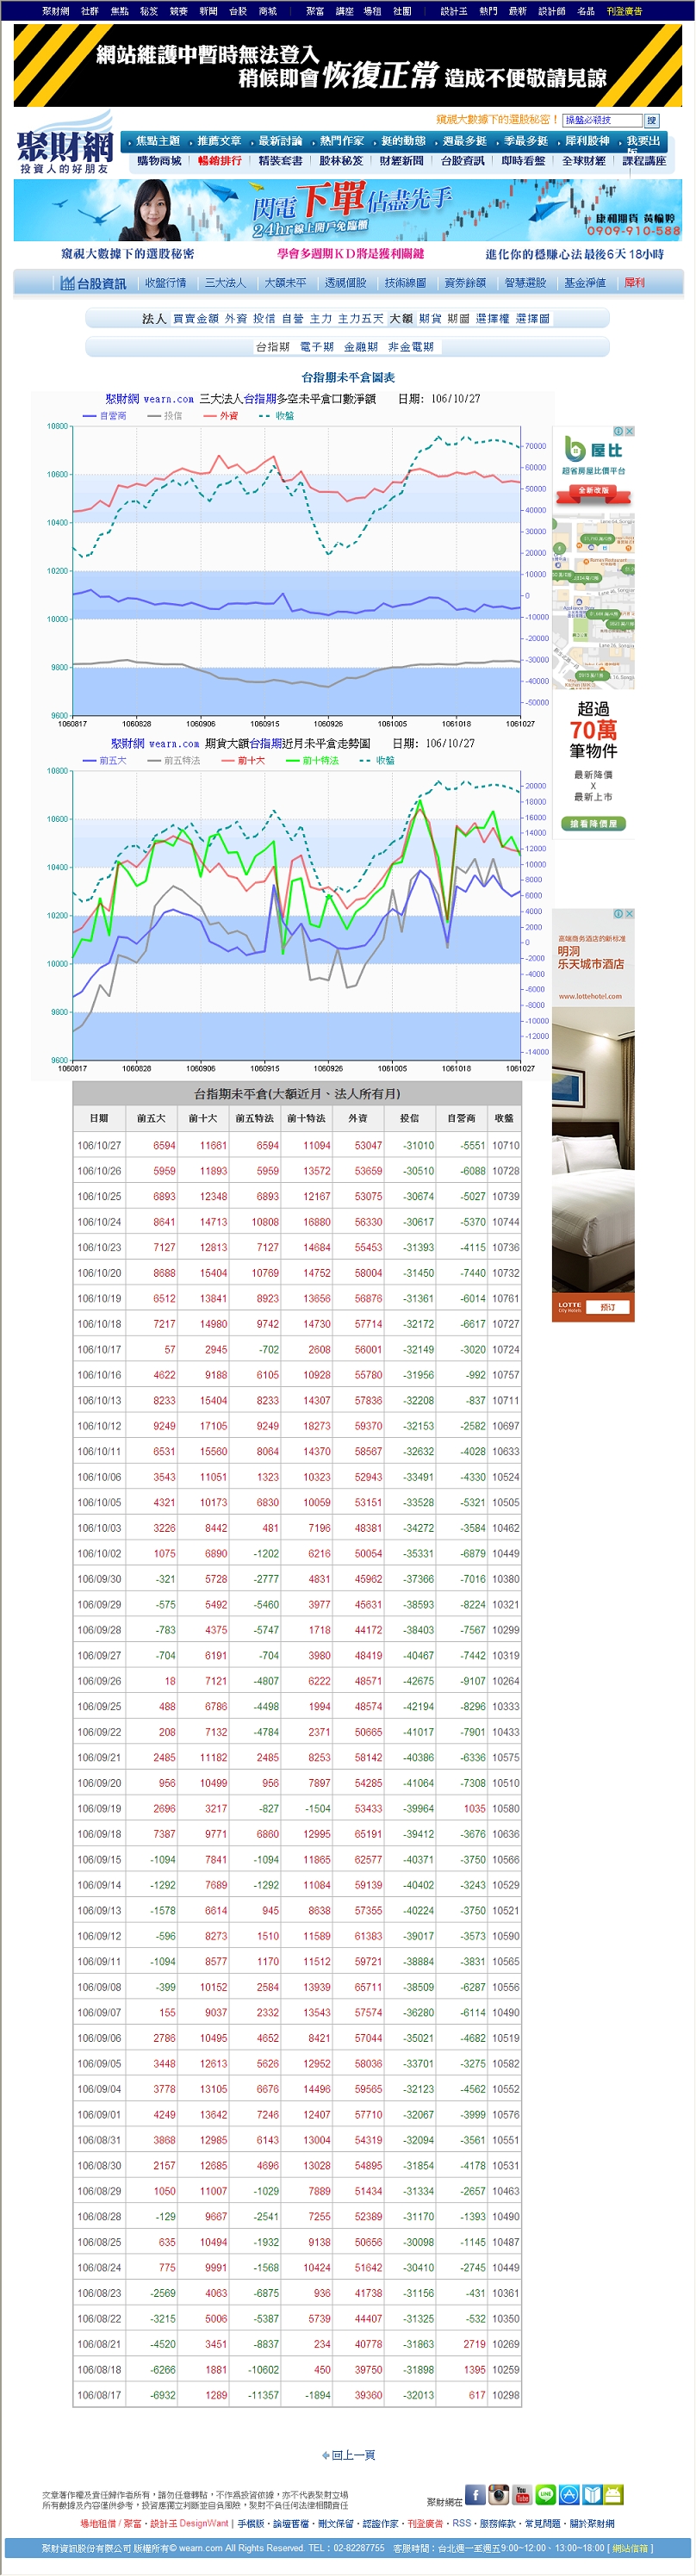 聚財網 社群 焦點 秘笈 競賽 新聞 台股 商城 | 聚富 講座 場租 社團 | 設計王 熱門 最新 設計師 名品 刊登廣告
網站維護中暫時無法登入
稍候即會恢復正常 造成不便敬請見諒
聚財網
投資人的好朋友
窺視大數據下的選股秘密！ 操盤必殺技 搜
焦點主題 推薦文章 最新討論 熱門作家 挺的動態 週最多挺 季最多挺 犀利股神 我要出
購物商城 暢銷排行 精裝套書 股林秘笈 財經新聞 台股資訊 即時看盤 全球財經 課程講座
閃電下單佔盡先手
24hr線上開戶免臨櫃
康和期貨 黃榆婷
0909-910-588
窺視大數據下的選股秘密 學會多週期KD將是獲利關鍵 進化你的穩賺心法最後6天18小時
台股資訊 收盤行情 三大法人 大額未平 透視個股 技術線圖 資券餘額 智慧選股 基金淨值 犀利
法人 買賣金額 外資 投信 自營 主力 主力五天 大額 期貨 期圖 選擇權 選擇圖
台指期 電子期 金融期 非金電期
台指期未平倉圖表
聚財網 wearn.com 三大法人台指期多空未平倉口數淨額 日期: 106/10/27
自營商 投信 外資 收盤
10800
10600
10400
10200
10000
9800
9600
70000
60000
50000
40000
30000
20000
10000
0
-10000
-20000
-30000
-40000
-50000
1060817 1060828 1060906 1060915 1060926 1061005 1061018 1061027
聚財網 wearn.com 期貨大額台指期近月未平倉走勢圖 日期: 106/10/27
前五大 前五特法 前十大 前十特法 收盤
10800
10600
10400
10200
10000
9800
9600
20000
18000
16000
14000
12000
10000
8000
6000
4000
2000
0
-2000
-4000
-6000
-8000
-10000
-12000
-14000
1060817 1060828 1060906 1060915 1060926 1061005 1061018 1061027
屋比
超省房屋比價平台
全新改版
超過
70萬
筆物件
最新降價
X
最新上市
搶看降價屋
高端商务酒店的新标准
明洞
乐天城市酒店
www.lottehotel.com
LOTTE
City Hotels
预订
台指期未平倉(大額近月、法人所有月)
日期 前五大 前十大 前五特法 前十特法 外資 投信 自營商 收盤
106/10/27 6594 11661 6594 11094 53047 -31010 -5551 10710
106/10/26 5959 11893 5959 13572 53659 -30510 -6088 10728
106/10/25 6893 12348 6893 12167 53075 -30674 -5027 10739
106/10/24 8641 14713 10808 16880 56330 -30617 -5370 10744
106/10/23 7127 12813 7127 14684 55453 -31393 -4115 10736
106/10/20 8688 15404 10769 14752 58004 -31450 -7440 10732
106/10/19 6512 13841 8923 13656 56876 -31361 -6014 10761
106/10/18 7217 14980 9742 14730 57714 -32172 -6617 10727
106/10/17 57 2945 -702 2608 56001 -32149 -3020 10724
106/10/16 4622 9188 6105 10928 55780 -31956 -992 10757
106/10/13 8233 15404 8233 14307 57836 -32208 -837 10711
106/10/12 9249 17105 9249 18273 59370 -32153 -2582 10697
106/10/11 6531 15560 8064 14370 58567 -32632 -4028 10633
106/10/06 3543 11051 1323 10323 52943 -33491 -4330 10524
106/10/05 4321 10173 6830 10059 53151 -33528 -5321 10505
106/10/03 3226 8442 481 7196 48381 -34272 -3584 10462
106/10/02 1075 6890 -1202 6216 50054 -35331 -6879 10449
106/09/30 -321 5728 -2777 4831 45962 -37366 -7016 10380
106/09/29 -575 5492 -5460 3977 45631 -38593 -8224 10321
106/09/28 -783 4375 -5747 1718 44172 -38403 -7567 10299
106/09/27 -704 6191 -704 3980 48419 -40467 -7442 10319
106/09/26 18 7121 -4807 6222 48571 -42675 -9107 10264
106/09/25 488 6786 -4498 1994 48574 -42194 -8296 10333
106/09/22 208 7132 -4784 2371 50665 -41017 -7901 10433
106/09/21 2485 11182 2485 8253 58142 -40386 -6336 10575
106/09/20 956 10499 956 7897 54285 -41064 -7308 10510
106/09/19 2696 3217 -827 -1504 53433 -39964 1035 10580
106/09/18 7387 9771 6860 12995 65191 -39412 -3676 10636
106/09/15 -1094 7841 -1094 11865 62577 -40371 -3750 10566
106/09/14 -1292 7689 -1292 11084 59139 -40402 -3243 10529
106/09/13 -1578 6614 945 8638 57355 -40224 -3750 10521
106/09/12 -596 8273 1510 11589 61383 -39017 -3573 10590
106/09/11 -1094 8577 1170 11512 59721 -38884 -3831 10565
106/09/08 -399 10152 2584 13939 65711 -38509 -6287 10556
106/09/07 155 9037 2332 13543 57574 -36280 -6114 10490
106/09/06 2786 10495 4652 8421 57044 -35021 -4682 10519
106/09/05 3448 12613 5626 12952 58036 -33701 -3275 10582
106/09/04 3778 13105 6676 14496 59565 -32123 -4562 10552
106/09/01 4249 13642 7246 12407 57710 -32067 -3999 10576
106/08/31 3868 12985 6143 13004 54319 -32094 -3561 10551
106/08/30 2157 12685 4696 13028 54895 -31854 -4178 10531
106/08/29 1050 11007 -1029 7889 51434 -31334 -2657 10463
106/08/28 -129 9667 -2541 7255 52389 -31170 -1393 10490
106/08/25 635 10494 -1932 9138 50656 -30098 -1145 10487
106/08/24 775 9991 -1568 10424 51642 -30410 -2745 10449
106/08/23 -2569 4063 -6875 936 41738 -31156 -431 10361
106/08/22 -3215 5006 -5387 5739 44407 -31325 -532 10350
106/08/21 -4520 3451 -8837 234 40778 -31863 2719 10269
106/08/18 -6266 1881 -10602 450 39750 -31898 1395 10259
106/08/17 -6932 1289 -11357 -1894 39360 -32013 617 10298
回上一頁
文章著作權及責任歸作者所有，請勿任意轉貼，不作為投資依據，亦不代表聚財立場
所有數據及內容僅供參考，投資應獨立判斷並自負風險，聚財不負任何法律相關責任
聚財網在
場地租借 / 聚富‧設計王 DesignWant | 手機版‧論壇舊檔‧刪文保留‧認證作家‧刊登廣告‧RSS‧服務條款‧常見問題‧關於聚財網
聚財資訊股份有限公司 版權所有© wearn.com All Rights Reserved. TEL：02-82287755 客服時間：台北週一至週五9:00~12:00、13:00~18:00 [ 網站信箱 ]